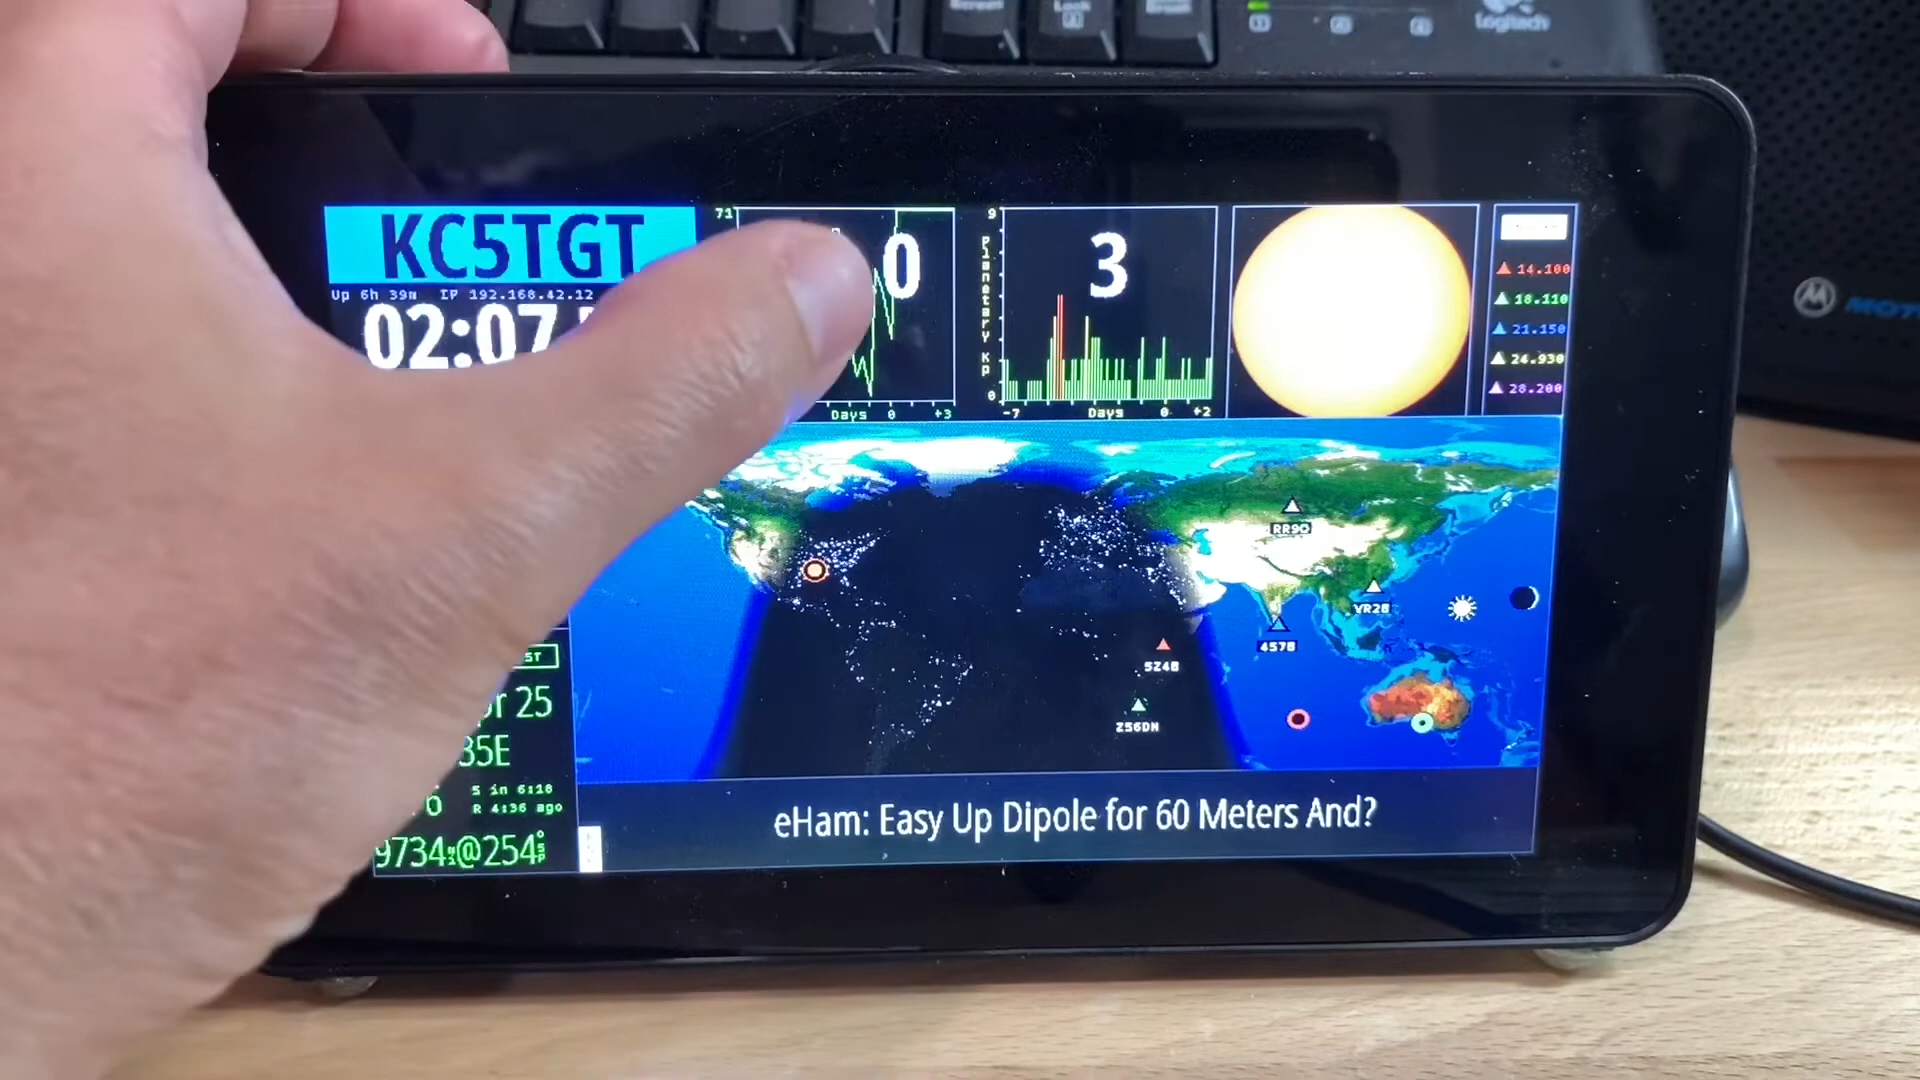 Screen
Lock
logitech
KC5TGT
Up 6h 39m IP 192.168.42.12
02:07
71
0
Days 0 +3
9
Planetary Kp
3
0
-7 Days 0 +2
14.100
18.110
21.150
24.930
28.200
RR9O
VR2B
4S7B
5Z4B
ZS6DN
25
35E
S in 6:18
R 4:36 ago
9734mi@254°
eHam: Easy Up Dipole for 60 Meters And?